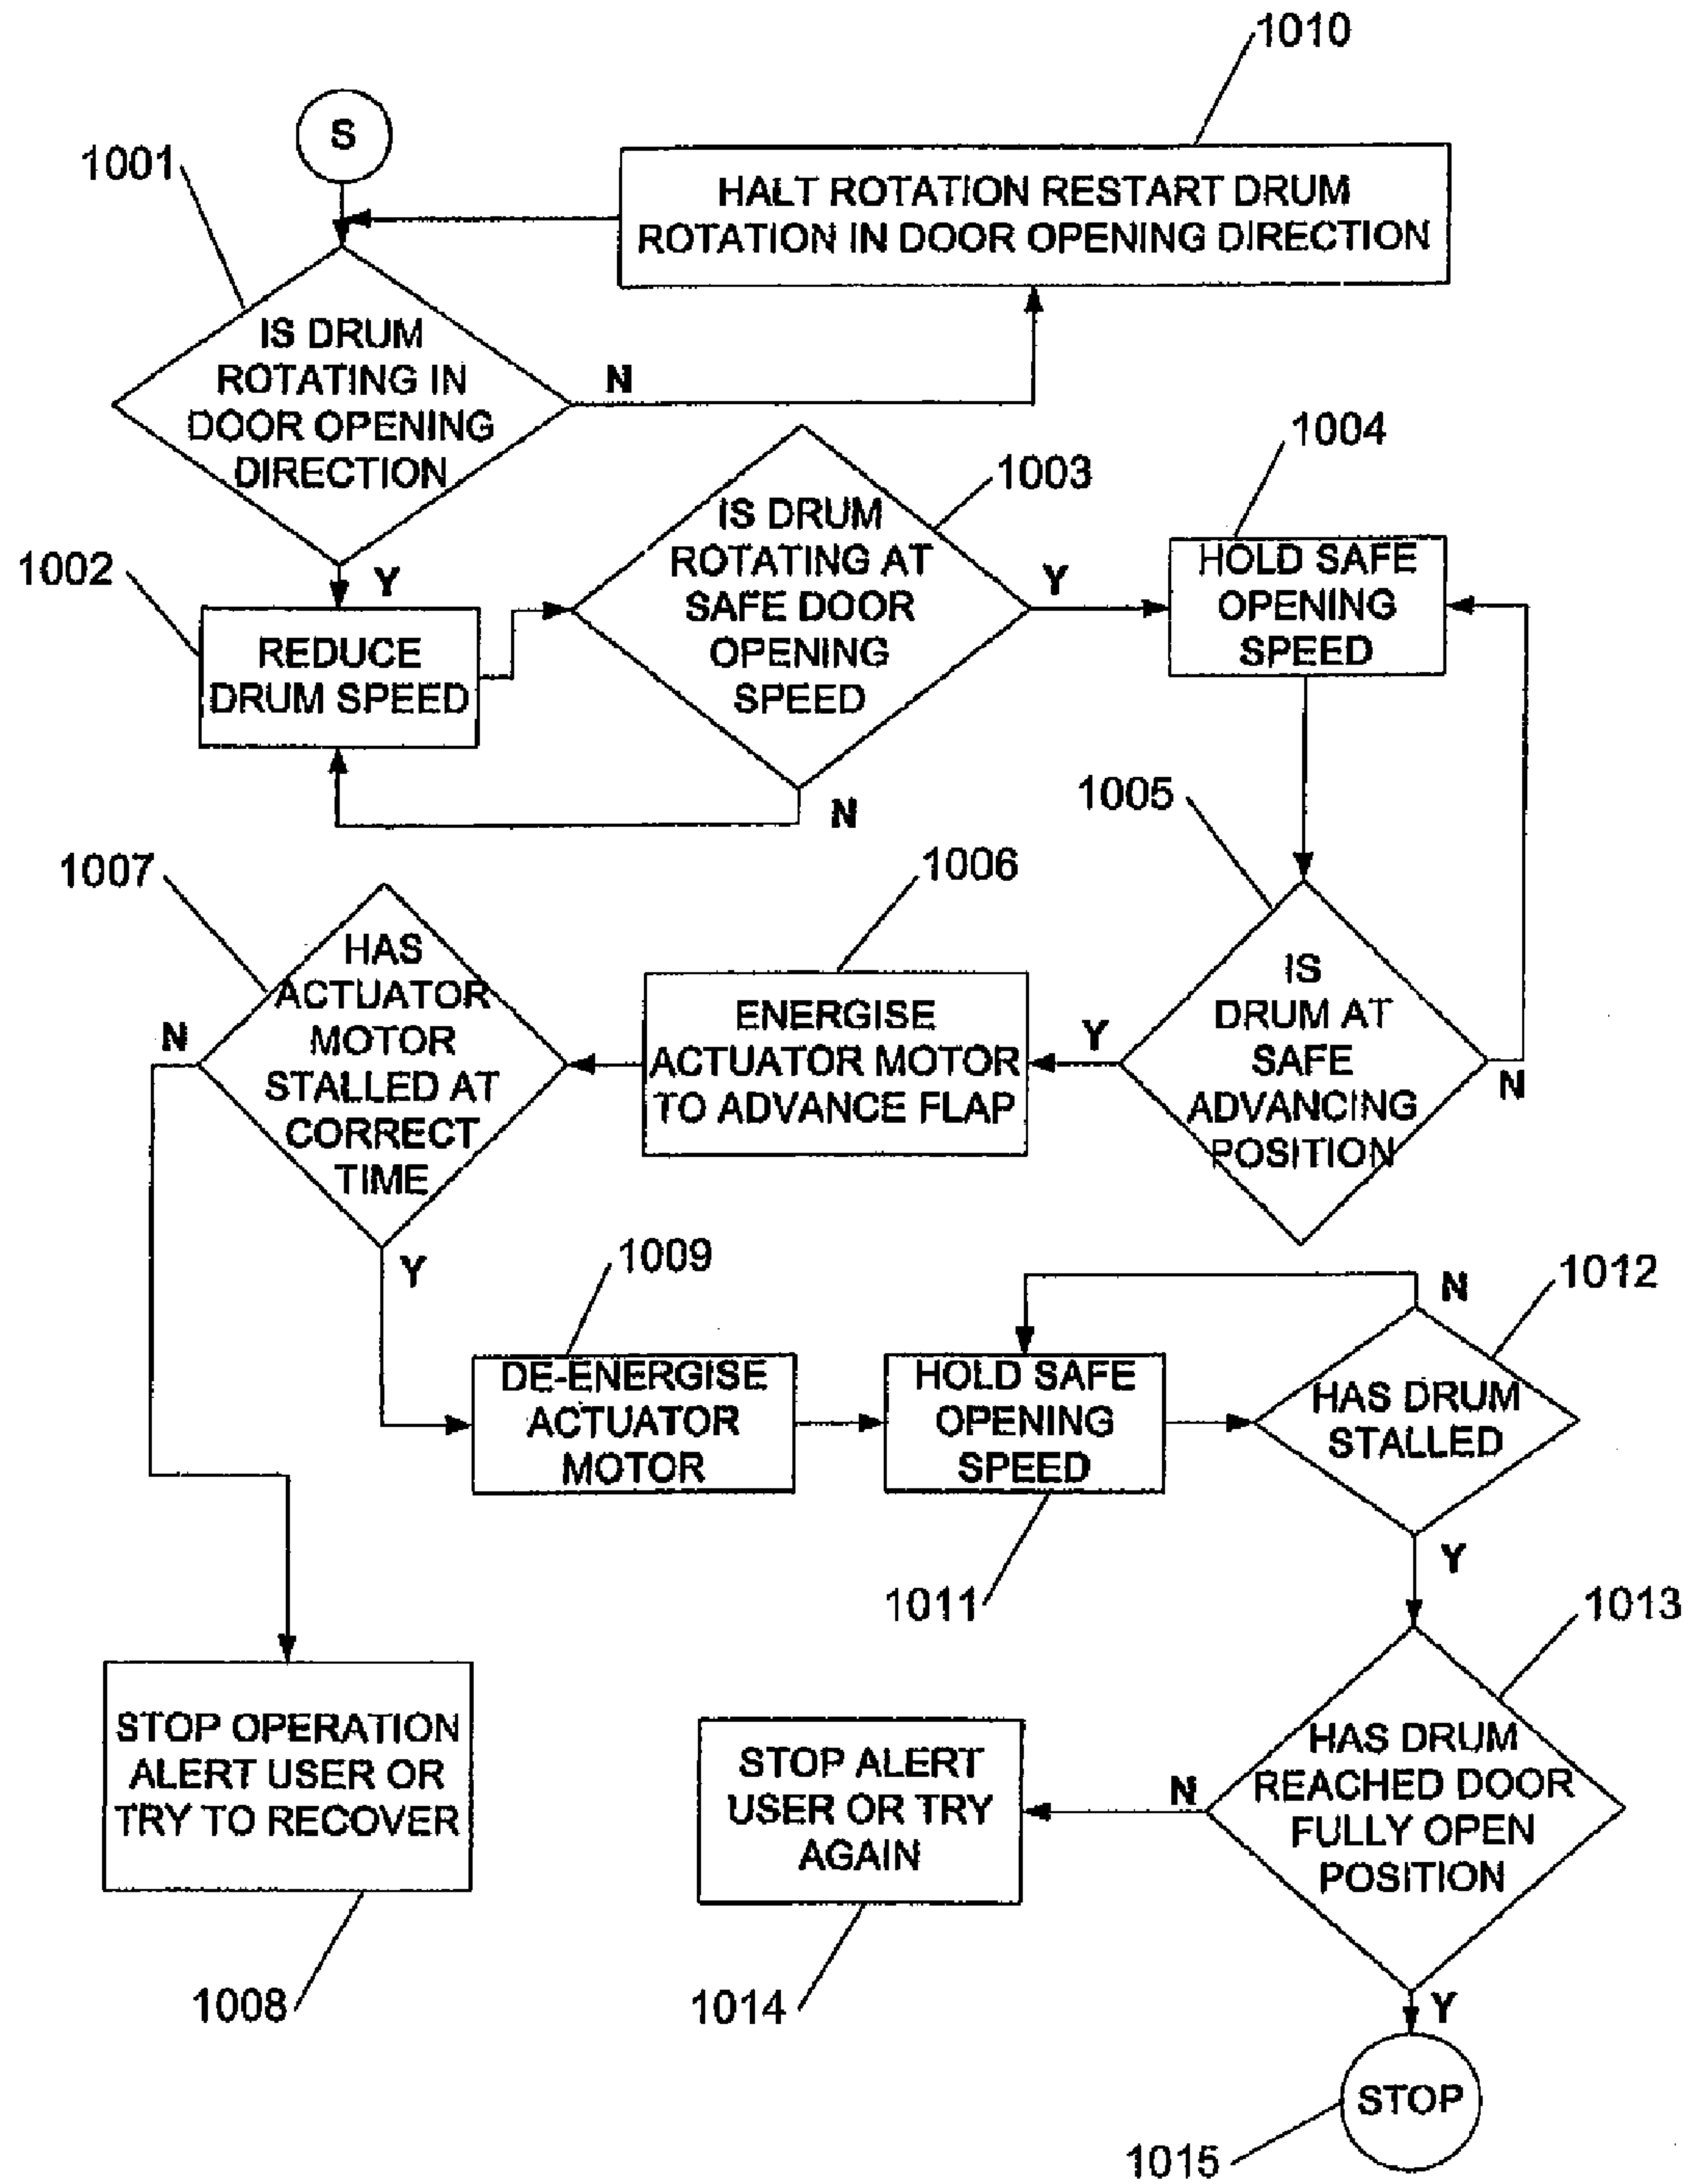 1010
S
1001
HALT ROTATION RESTART DRUM
ROTATION IN DOOR OPENING DIRECTION
IS DRUM
ROTATING IN
DOOR OPENING
DIRECTION
N
Y
1002
REDUCE
DRUM SPEED
1003
IS DRUM
ROTATING AT
SAFE DOOR
OPENING
SPEED
Y
N
1004
HOLD SAFE
OPENING
SPEED
1005
IS
DRUM AT
SAFE
ADVANCING
POSITION
Y
N
1006
ENERGISE
ACTUATOR MOTOR
TO ADVANCE FLAP
1007
HAS
ACTUATOR
MOTOR
STALLED AT
CORRECT
TIME
N
Y
1009
DE-ENERGISE
ACTUATOR
MOTOR
HOLD SAFE
OPENING
SPEED
1011
N
1012
HAS DRUM
STALLED
Y
1013
HAS DRUM
REACHED DOOR
FULLY OPEN
POSITION
N
Y
STOP OPERATION
ALERT USER OR
TRY TO RECOVER
1008
STOP ALERT
USER OR TRY
AGAIN
1014
STOP
1015